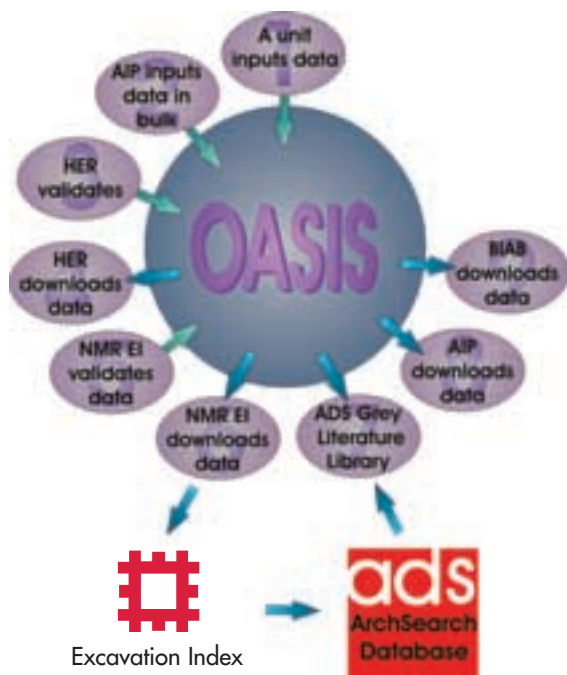 A unit
inputs data
AIP inputs
data in
bulk
HER
validates
OASIS
HER
downloads
data
BIAB
downloads
data
NMR EI
validates
data
AIP
downloads
data
NMR EI
downloads
data
ADS Grey
Literature
Library
Excavation Index
ads
ArchSearch
Database